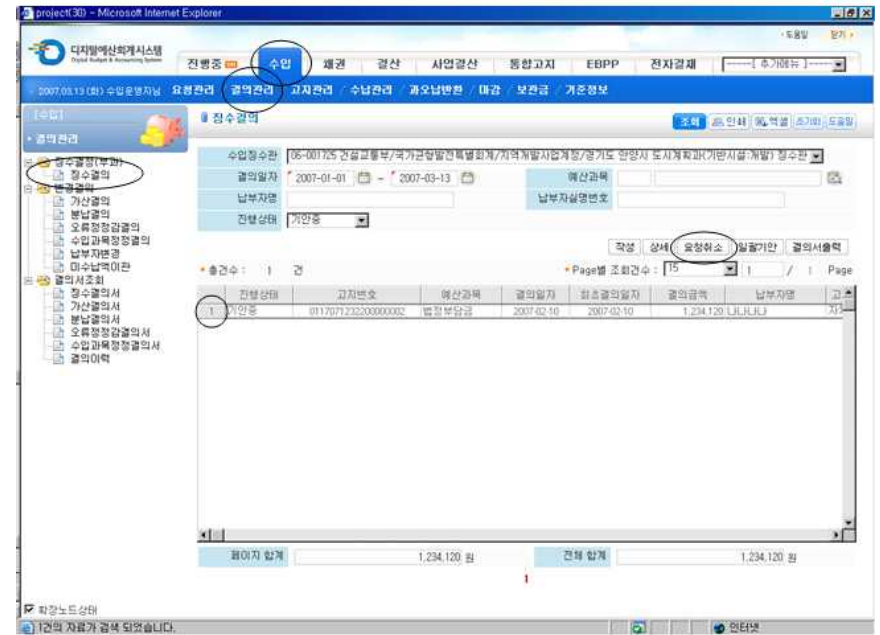 project(30) - Microsoft Internet Explorer
도움말 닫기
디지털예산회계시스템
Digital Budget & Accounting System
진행중 수입 채권 결산 사업결산 통합고지 EBPP 전자결재 [ 추가메뉴 ]
2007.03.13 (화) 수입운영자님 요청관리 결의관리 / 고지관리 / 수납관리 / 과오납반환 / 마감 / 보관금 / 기준정보
[수입]
• 결의관리
징수결의
조회 인쇄 엑셀 초기화 도움말
징수결정(부과)
징수결의
변경결의
가산결의
분납결의
오류정정감결의
수입과목정정결의
납부자변경
미수납액이관
결의서조회
징수결의서
가산결의서
분납결의서
오류정정감결의서
수입과목정정결의서
결의이력
수입징수관 06-001725 건설교통부/국가균형발전특별회계/지역개발사업계정/경기도 안양시 도시계획과(기반시설:개발) 징수관
결의일자 2007-01-01 - 2007-03-13 예산과목
납부자명 납부자실명번호
진행상태 기안중
작성 상세 요청취소 일괄기안 결의서출력
• 총건수 : 1 건 • Page별 조회건수 : 15 1 / 1 Page
진행상태 고지번호 예산과목 결의일자 최초결의일자 결의금액 납부자명
1 기안중 0117071232200000002 법정부담금 2007-02-10 2007-02-10 1,234,120 나나나나
페이지 합계 1,234,120 원 전체 합계 1,234,120 원
1
확장노트상태
1건의 자료가 검색 되었습니다. 인터넷